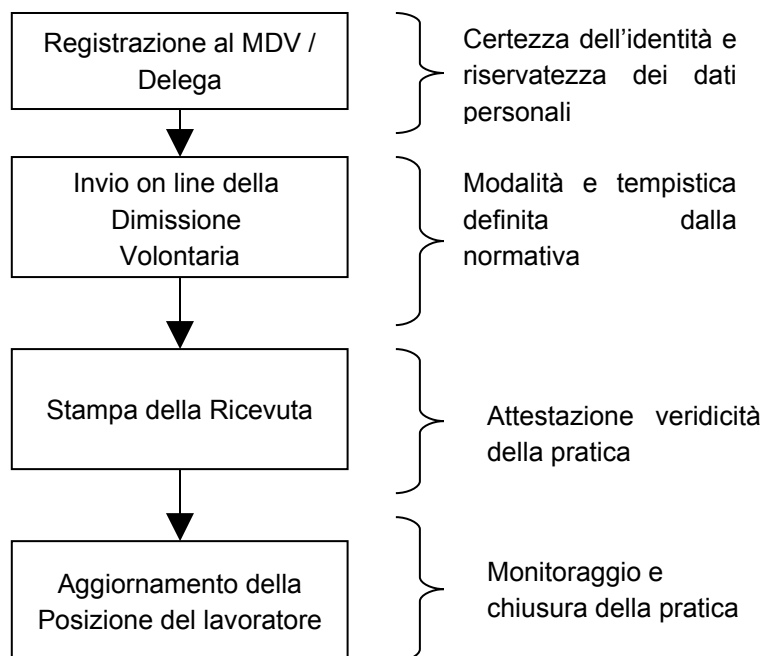 Registrazione al MDV /
Delega
Certezza dell’identità e
riservatezza dei dati
personali
Invio on line della
Dimissione
Volontaria
Modalità e tempistica
definita dalla
normativa
Stampa della Ricevuta
Attestazione veridicità
della pratica
Aggiornamento della
Posizione del lavoratore
Monitoraggio e
chiusura della pratica